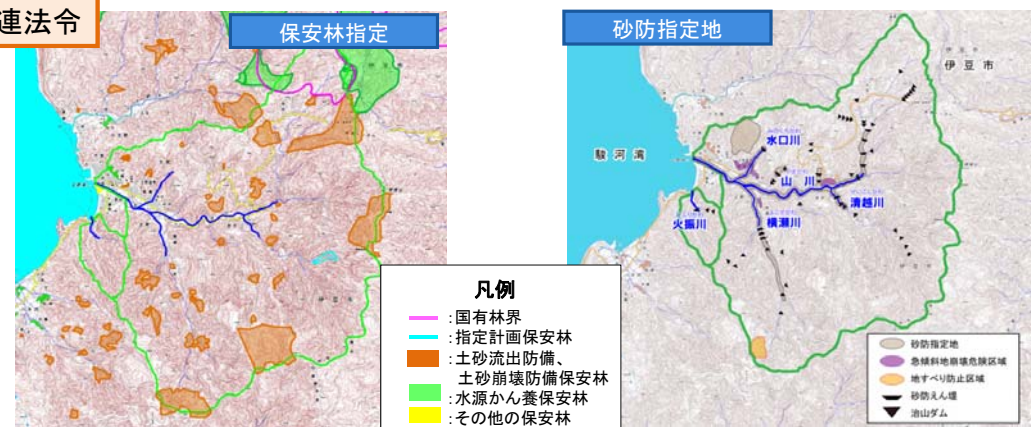 連法令
保安林指定
砂防指定地
伊豆市
駿河湾
水口川
山川
清越川
横瀬川
火振川
凡例
:国有林界
:指定計画保安林
:土砂流出防備、
土砂崩壊防備保安林
:水源かん養保安林
:その他の保安林
砂防指定地
急傾斜地崩壊危険区域
地すべり防止区域
砂防えん堤
治山ダム